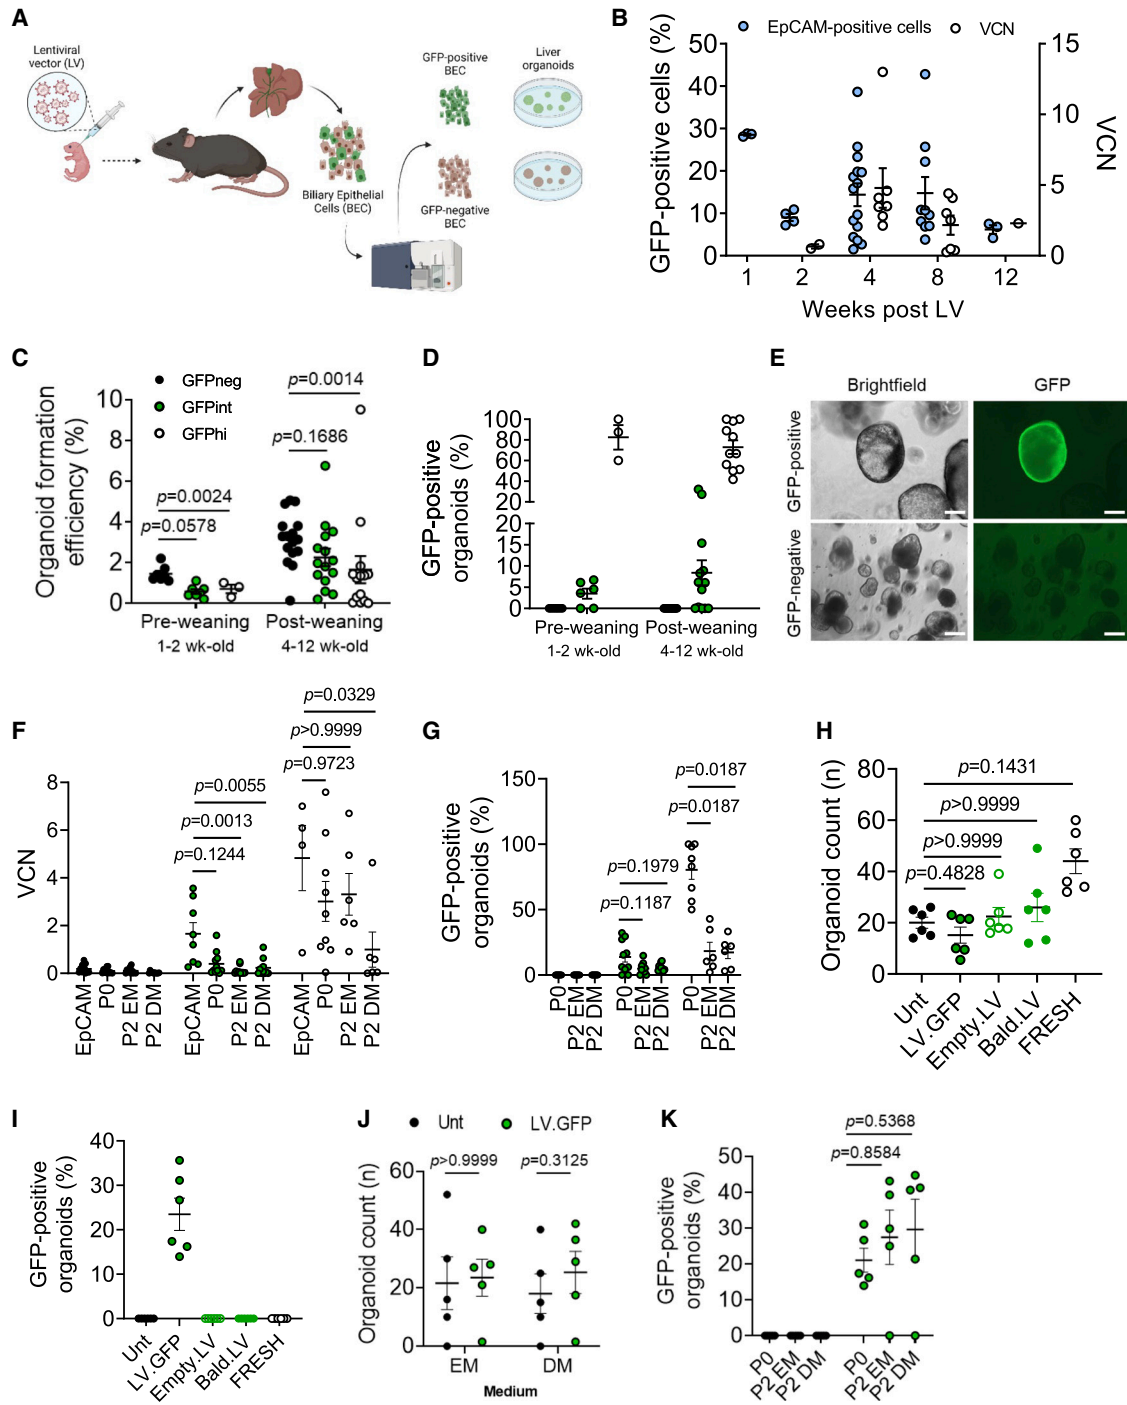 A
Lentiviral
vector (LV)
Biliary Epithelial
Cells (BEC)
GFP-positive
BEC
GFP-negative
BEC
Liver
organoids
B
EpCAM-positive cells
VCN
GFP-positive cells (%)
50
40
30
20
10
0
15
10
5
0
VCN
1
2
4
8
12
Weeks post LV
C
GFPneg
GFPint
GFPhi
Organoid formation
efficiency (%)
10
8
6
4
2
0
p=0.0014
p=0.1686
p=0.0024
p=0.0578
Pre-weaning
1-2 wk-old
Post-weaning
4-12 wk-old
D
GFP-positive
organoids (%)
100
80
60
40
20
20
15
10
5
0
Pre-weaning
1-2 wk-old
Post-weaning
4-12 wk-old
E
Brightfield
GFP
GFP-positive
GFP-negative
F
VCN
8
6
4
2
0
p=0.0055
p=0.0013
p=0.1244
p=0.0329
p>0.9999
p=0.9723
EpCAM
P0
P2 EM
P2 DM
EpCAM
P0
P2 EM
P2 DM
EpCAM
P0
P2 EM
P2 DM
G
GFP-positive
organoids (%)
150
100
50
0
p=0.1979
p=0.1187
p=0.0187
p=0.0187
P0
P2 EM
P2 DM
P0
P2 EM
P2 DM
P0
P2 EM
P2 DM
H
Organoid count (n)
80
60
40
20
0
p=0.1431
p>0.9999
p>0.9999
p=0.4828
Unt
LV.GFP
Empty.LV
Bald.LV
FRESH
I
GFP-positive
organoids (%)
40
30
20
10
0
Unt
LV.GFP
Empty.LV
Bald.LV
FRESH
J
Unt
LV.GFP
Organoid count (n)
60
40
20
0
p>0.9999
p=0.3125
EM
DM
Medium
K
GFP-positive
organoids (%)
50
40
30
20
10
0
p=0.5368
p=0.8584
P0
P2 EM
P2 DM
P0
P2 EM
P2 DM